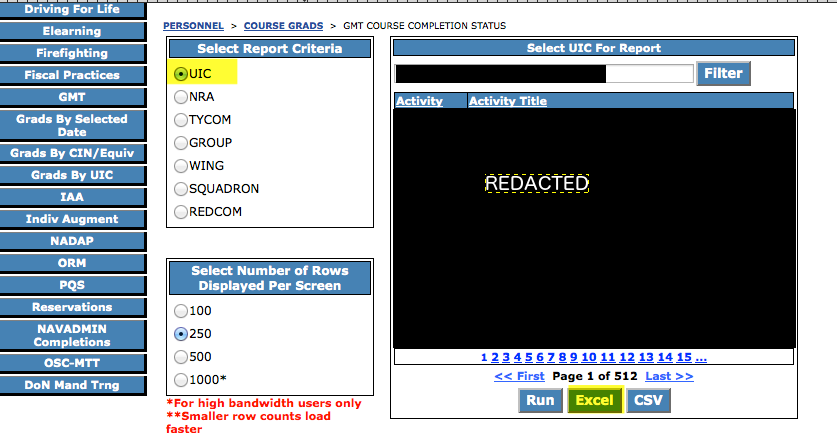 Driving For Life
Elearning
Firefighting
Fiscal Practices
GMT
Grads By Selected
Date
Grads By CIN/Equiv
Grads By UIC
IAA
Indiv Augment
NADAP
ORM
PQS
Reservations
NAVADMIN
Completions
OSC-MTT
DoN Mand Trng
PERSONNEL > COURSE GRADS > GMT COURSE COMPLETION STATUS
Select Report Criteria
UIC
NRA
TYCOM
GROUP
WING
SQUADRON
REDCOM
Select Number of Rows
Displayed Per Screen
100
250
500
1000*
*For high bandwidth users only
**Smaller row counts load
faster
Select UIC For Report
Filter
Activity Activity Title
REDACTED
1 2 3 4 5 6 7 8 9 10 11 12 13 14 15 ...
<< First Page 1 of 512 Last >>
Run Excel CSV